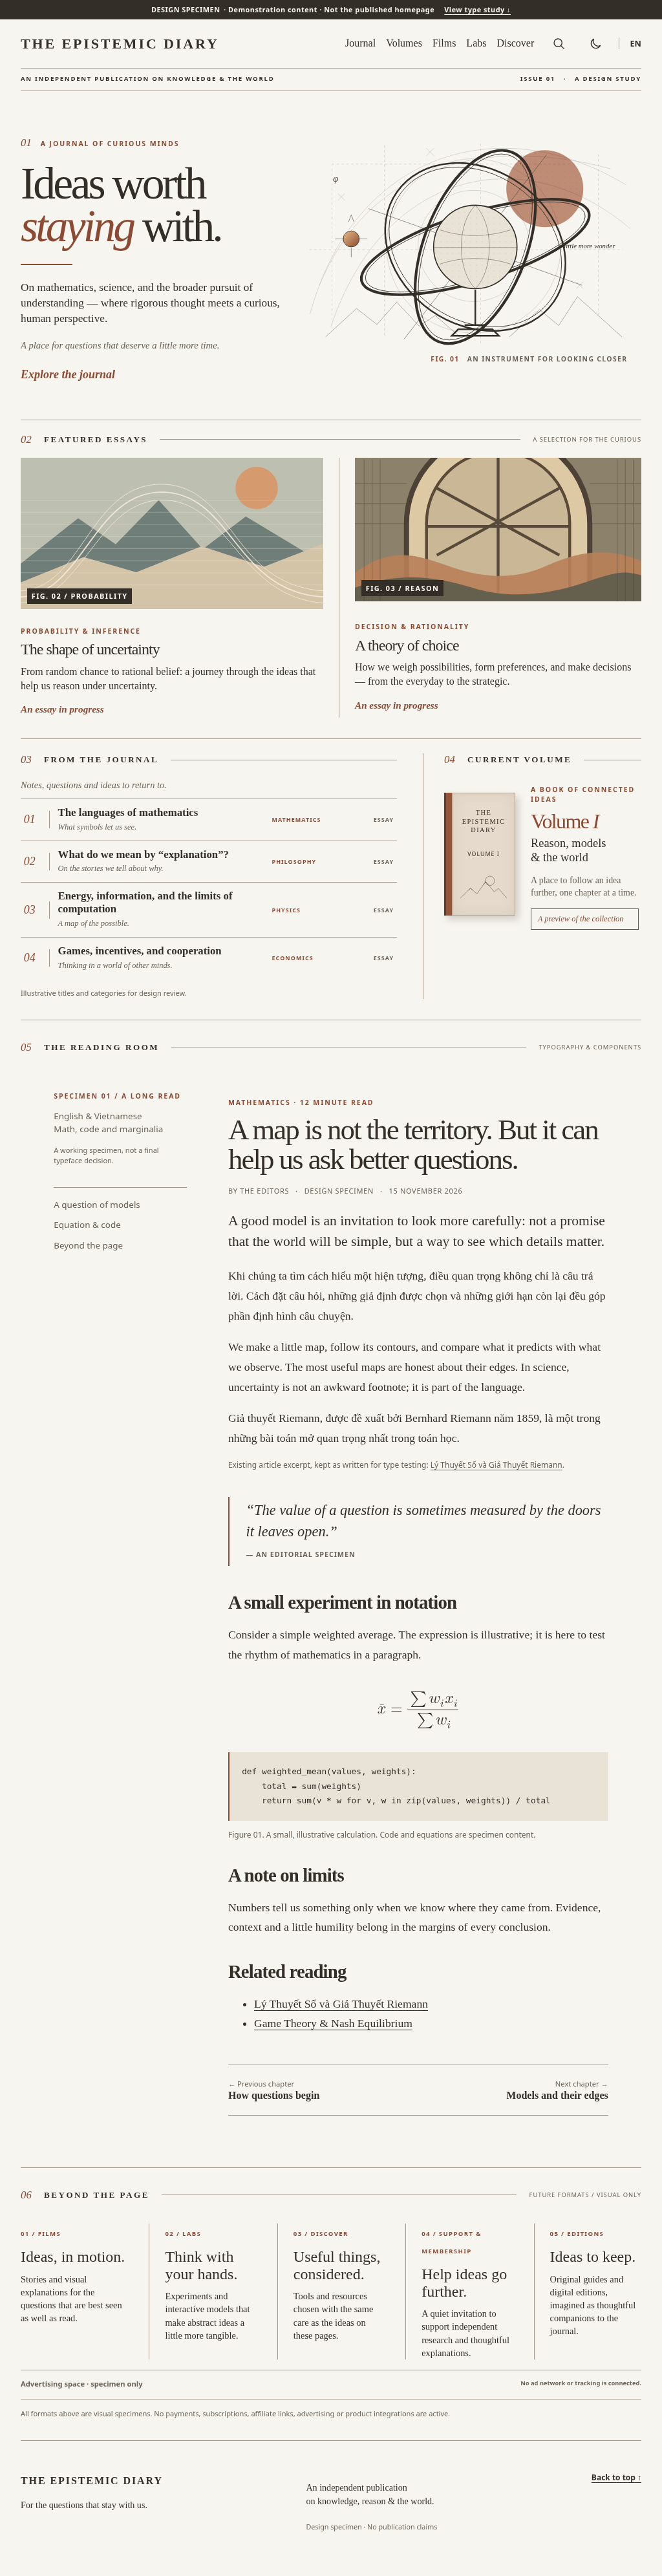 DESIGN SPECIMEN · Demonstration content · Not the published homepage View type study ↓
THE EPISTEMIC DIARY
Journal Volumes Films Labs Discover EN
AN INDEPENDENT PUBLICATION ON KNOWLEDGE & THE WORLD
ISSUE 01 · A DESIGN STUDY
01 A JOURNAL OF CURIOUS MINDS
Ideas worth
staying with.
On mathematics, science, and the broader pursuit of
understanding — where rigorous thought meets a curious,
human perspective.
A place for questions that deserve a little more time.
Explore the journal
φ
little more wonder
FIG. 01 AN INSTRUMENT FOR LOOKING CLOSER
02 FEATURED ESSAYS
A SELECTION FOR THE CURIOUS
FIG. 02 / PROBABILITY
PROBABILITY & INFERENCE
The shape of uncertainty
From random chance to rational belief: a journey through the ideas that
help us reason under uncertainty.
An essay in progress
FIG. 03 / REASON
DECISION & RATIONALITY
A theory of choice
How we weigh possibilities, form preferences, and make decisions
— from the everyday to the strategic.
An essay in progress
03 FROM THE JOURNAL
Notes, questions and ideas to return to.
01 The languages of mathematics MATHEMATICS ESSAY
What symbols let us see.
02 What do we mean by “explanation”? PHILOSOPHY ESSAY
On the stories we tell about why.
03 Energy, information, and the limits of
computation PHYSICS ESSAY
A map of the possible.
04 Games, incentives, and cooperation ECONOMICS ESSAY
Thinking in a world of other minds.
Illustrative titles and categories for design review.
04 CURRENT VOLUME
THE
EPISTEMIC
DIARY
VOLUME I
A BOOK OF CONNECTED
IDEAS
Volume I
Reason, models
& the world
A place to follow an idea
further, one chapter at a time.
A preview of the collection
05 THE READING ROOM
TYPOGRAPHY & COMPONENTS
SPECIMEN 01 / A LONG READ
English & Vietnamese
Math, code and marginalia
A working specimen, not a final
typeface decision.
A question of models
Equation & code
Beyond the page
MATHEMATICS · 12 MINUTE READ
A map is not the territory. But it can
help us ask better questions.
BY THE EDITORS · DESIGN SPECIMEN · 15 NOVEMBER 2026
A good model is an invitation to look more carefully: not a promise
that the world will be simple, but a way to see which details matter.
Khi chúng ta tìm cách hiểu một hiện tượng, điều quan trọng không chỉ là câu trả
lời. Cách đặt câu hỏi, những giả định được chọn và những giới hạn còn lại đều góp
phần định hình câu chuyện.
We make a little map, follow its contours, and compare what it predicts with what
we observe. The most useful maps are honest about their edges. In science,
uncertainty is not an awkward footnote; it is part of the language.
Giả thuyết Riemann, được đề xuất bởi Bernhard Riemann năm 1859, là một trong
những bài toán mở quan trọng nhất trong toán học.
Existing article excerpt, kept as written for type testing: Lý Thuyết Số và Giả Thuyết Riemann.
“The value of a question is sometimes measured by the doors
it leaves open.”
— AN EDITORIAL SPECIMEN
A small experiment in notation
Consider a simple weighted average. The expression is illustrative; it is here to test
the rhythm of mathematics in a paragraph.
x̄ = ∑ wᵢxᵢ / ∑ wᵢ
def weighted_mean(values, weights):
total = sum(weights)
return sum(v * w for v, w in zip(values, weights)) / total
Figure 01. A small, illustrative calculation. Code and equations are specimen content.
A note on limits
Numbers tell us something only when we know where they came from. Evidence,
context and a little humility belong in the margins of every conclusion.
Related reading
• Lý Thuyết Số và Giả Thuyết Riemann
• Game Theory & Nash Equilibrium
← Previous chapter
How questions begin
Next chapter →
Models and their edges
06 BEYOND THE PAGE
FUTURE FORMATS / VISUAL ONLY
01 / FILMS
Ideas, in motion.
Stories and visual
explanations for the
questions that are best seen
as well as read.
02 / LABS
Think with
your hands.
Experiments and
interactive models that
make abstract ideas a
little more tangible.
03 / DISCOVER
Useful things,
considered.
Tools and resources
chosen with the same
care as the ideas on
these pages.
04 / SUPPORT &
MEMBERSHIP
Help ideas go
further.
A quiet invitation to
support independent
research and thoughtful
explanations.
05 / EDITIONS
Ideas to keep.
Original guides and
digital editions,
imagined as thoughtful
companions to the
journal.
Advertising space · specimen only
No ad network or tracking is connected.
All formats above are visual specimens. No payments, subscriptions, affiliate links, advertising or product integrations are active.
THE EPISTEMIC DIARY
For the questions that stay with us.
An independent publication
on knowledge, reason & the world.
Design specimen · No publication claims
Back to top ↑